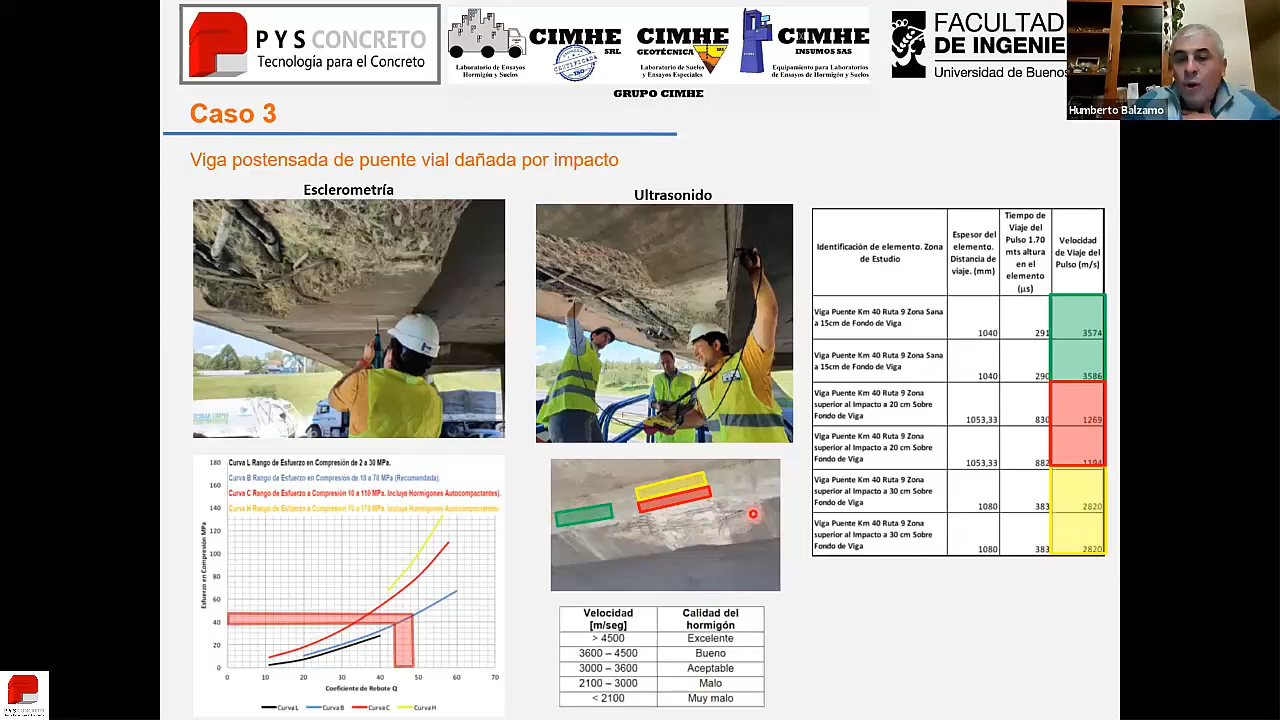 PYS CONCRETO
Tecnología para el Concreto
CIMHE SRL
Laboratorio de Ensayos
Hormigón y Suelos
CERTIFICADA
ISO
CIMHE
GEOTÉCNICA SRL
Laboratorio de Suelos
y Ensayos Especiales
CIMHE
INSUMOS SAS
Equipamiento para Laboratorios
de Ensayos de Hormigón y Suelos
GRUPO CIMHE
FACULTAD
DE INGENIE
Universidad de Buenos
Humberto Balzamo
Caso 3
Viga postensada de puente vial dañada por impacto
Esclerometría
Ultrasonido
Identificación de elemento. Zona
de Estudio
Espesor del
elemento.
Distancia de
viaje. (mm)
Tiempo de
Viaje del
Pulso 1.70
mts altura
en el
elemento
(µs)
Velocidad
de Viaje del
Pulso (m/s)
Viga Puente Km 40 Ruta 9 Zona Sana
a 15cm de Fondo de Viga
1040 291 3574
Viga Puente Km 40 Ruta 9 Zona Sana
a 15cm de Fondo de Viga
1040 290 3586
Viga Puente Km 40 Ruta 9 Zona
superior al Impacto a 20 cm Sobre
Fondo de Viga
1053,33 830 1269
Viga Puente Km 40 Ruta 9 Zona
superior al Impacto a 20 cm Sobre
Fondo de Viga
1053,33 882 1194
Viga Puente Km 40 Ruta 9 Zona
superior al Impacto a 30 cm Sobre
Fondo de Viga
1080 383 2820
Viga Puente Km 40 Ruta 9 Zona
superior al Impacto a 30 cm Sobre
Fondo de Viga
1080 383 2820
Curva L Rango de Esfuerzo en Compresión de 2 a 30 MPa.
Curva B Rango de Esfuerzo en Compresión de 10 a 70 MPa (Recomendada).
Curva C Rango de Esfuerzo a Compresión 10 a 110 MPa. Incluye Hormigones Autocompactantes).
Curva H Rango de Esfuerzo en Compresión 70 a 170 MPa. Incluye Hormigones Autocompactantes)
Esfuerzo en Compresión MPa
180
160
140
120
100
80
60
40
20
0
0 10 20 30 40 50 60 70
Coeficiente de Rebote Q
Curva L Curva B Curva C Curva H
Velocidad [m/seg] Calidad del hormigón
> 4500 Excelente
3600 – 4500 Bueno
3000 – 3600 Aceptable
2100 – 3000 Malo
< 2100 Muy malo
PYS CONCRETO